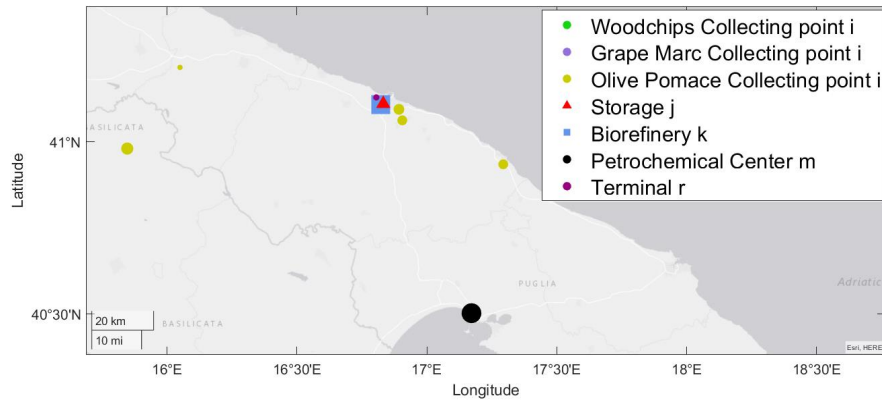 Woodchips Collecting point i
Grape Marc Collecting point i
Olive Pomace Collecting point i
Storage j
Biorefinery k
Petrochemical Center m
Terminal r
BASILICATA
41°N
Latitude
PUGLIA
Adriatic
40°30'N
20 km
10 mi
BASILICATA
Esri, HERE
16°E
16°30'E
17°E
17°30'E
18°E
18°30'E
Longitude